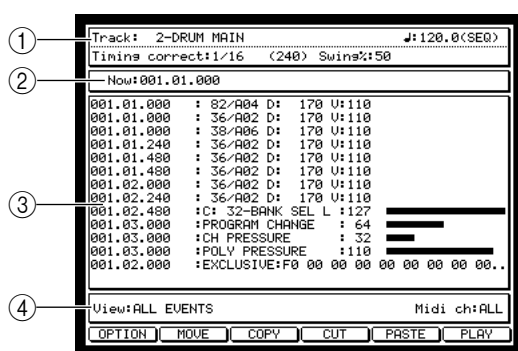 Track: 2-DRUM MAIN ♩:120.0(SEQ)
Timing correct:1/16 (240) Swing%:50
Now:001.01.000
001.01.000 : 82/A04 D: 170 V:110
001.01.000 : 36/A02 D: 170 V:110
001.01.000 : 38/A06 D: 170 V:110
001.01.240 : 36/A02 D: 170 V:110
001.01.480 : 36/A02 D: 170 V:110
001.01.480 : 36/A02 D: 170 V:110
001.02.000 : 36/A02 D: 170 V:110
001.02.240 : 36/A02 D: 170 V:110
001.02.480 :C: 32-BANK SEL L :127
001.03.000 :PROGRAM CHANGE : 64
001.03.000 :CH PRESSURE : 32
001.03.000 :POLY PRESSURE :110
001.02.000 :EXCLUSIVE:F0 00 00 00 00 00 00 00 00..
View:ALL EVENTS Midi ch:ALL
OPTION MOVE COPY CUT PASTE PLAY
1
2
3
4